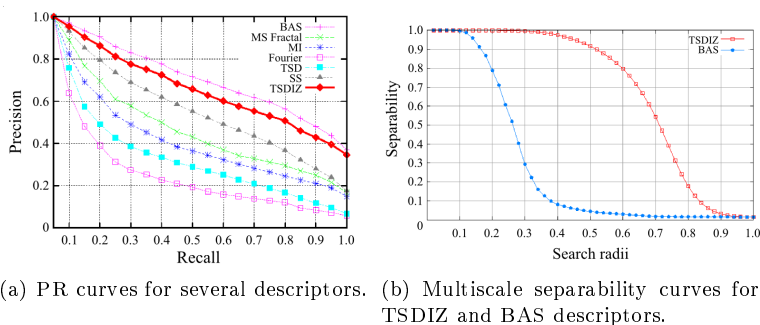 1.0
0.8
0.6
0.4
0.2
0
0.1 0.2 0.3 0.4 0.5 0.6 0.7 0.8 0.9 1.0
Precision
Recall
BAS
MS Fractal
MI
Fourier
TSD
SS
TSDIZ
1.0
0.9
0.8
0.7
0.6
0.5
0.4
0.3
0.2
0.1
0
0.1 0.2 0.3 0.4 0.5 0.6 0.7 0.8 0.9 1.0
Separability
Search radii
TSDIZ
BAS
(a) PR curves for several descriptors.
(b) Multiscale separability curves for
TSDIZ and BAS descriptors.